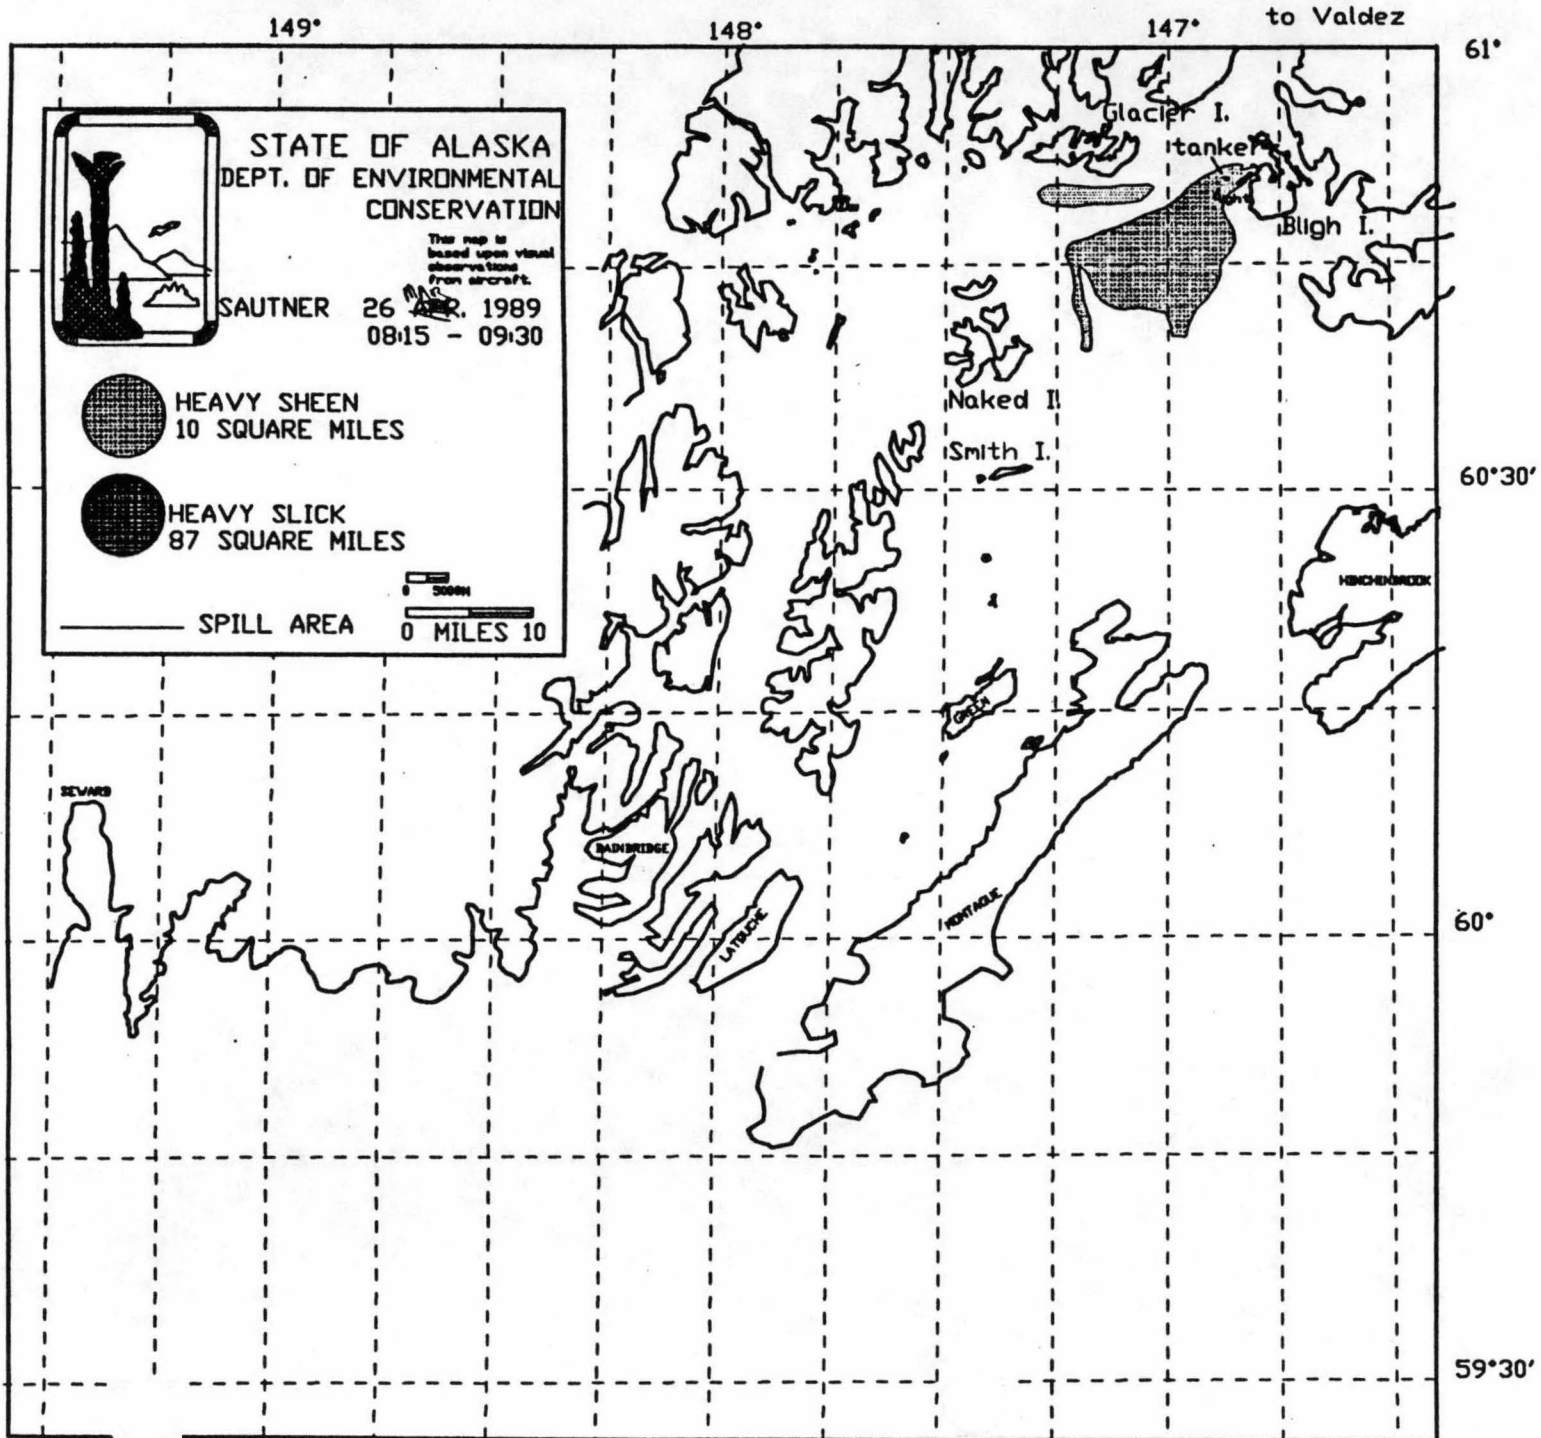 149°
148°
147°
to Valdez
61°
STATE OF ALASKA
DEPT. OF ENVIRONMENTAL
CONSERVATION
This map is
based upon visual
observations
from aircraft.
SAUTNER 26 MAR. 1989
08:15 - 09:30
HEAVY SHEEN
10 SQUARE MILES
HEAVY SLICK
87 SQUARE MILES
0 5000M
SPILL AREA
0 MILES 10
Glacier I.
tanker
Bligh I.
Naked I.
Smith I.
60°30'
HINCHINBROOK
GREEN
SEWARD
BAINBRIDGE
LATOUCHE
MONTAGUE
60°
59°30'